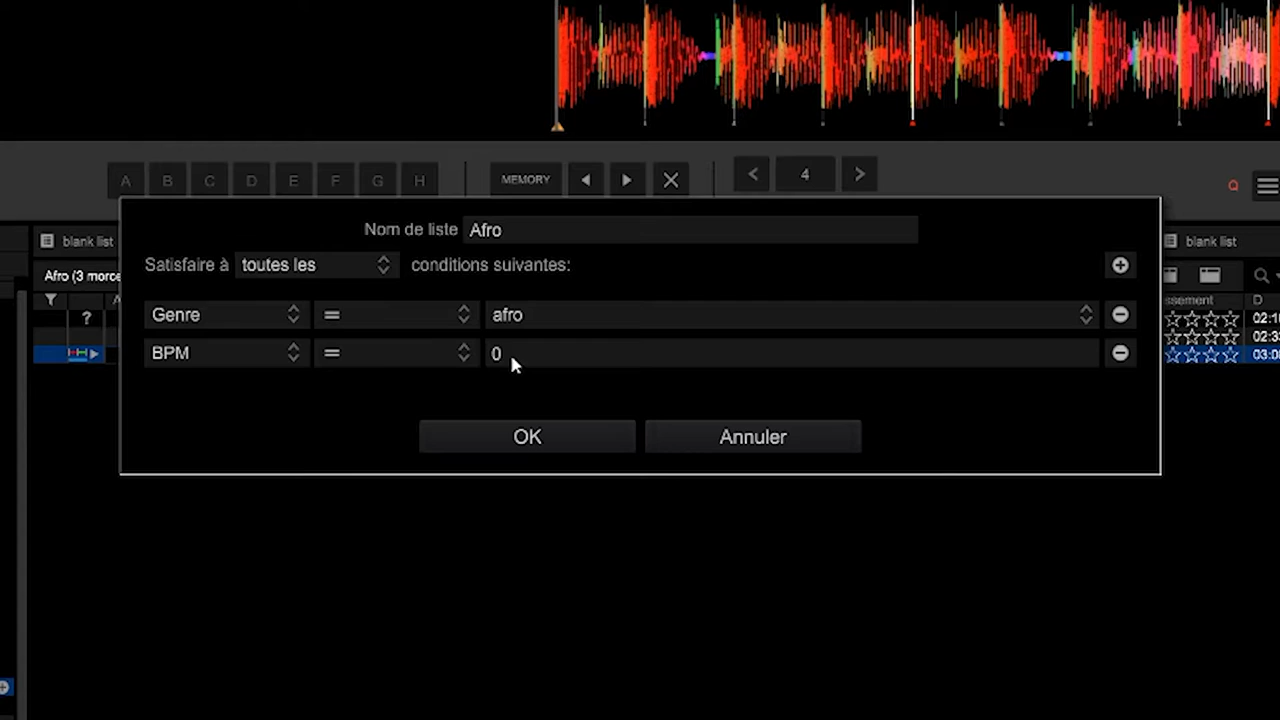 A B C D E F G H MEMORY 4 Q
Nom de liste Afro
blank list
blank list
Satisfaire à toutes les conditions suivantes:
Afro (3 morce
ssement D
Genre = afro
? 02:1
02:3
BPM = 0
03:0
OK Annuler